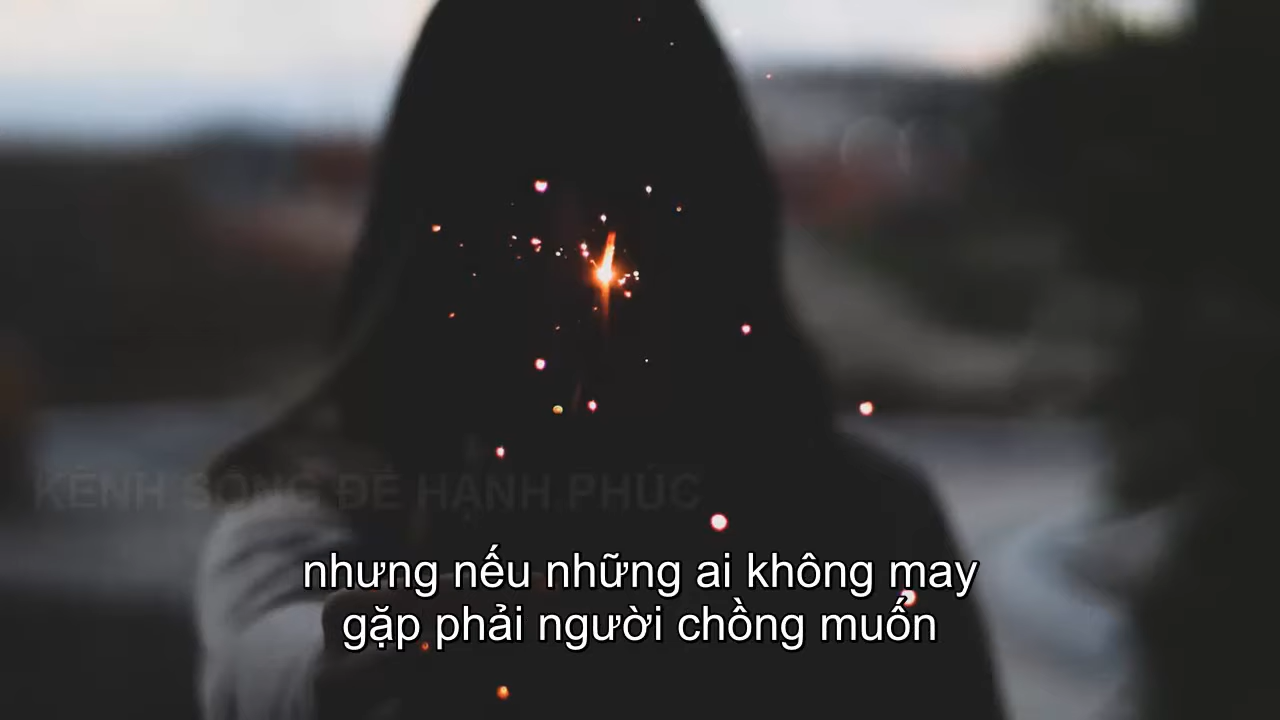 KÊNH SỐNG ĐỂ HẠNH PHÚC
nhưng nếu những ai không may
gặp phải người chồng muốn